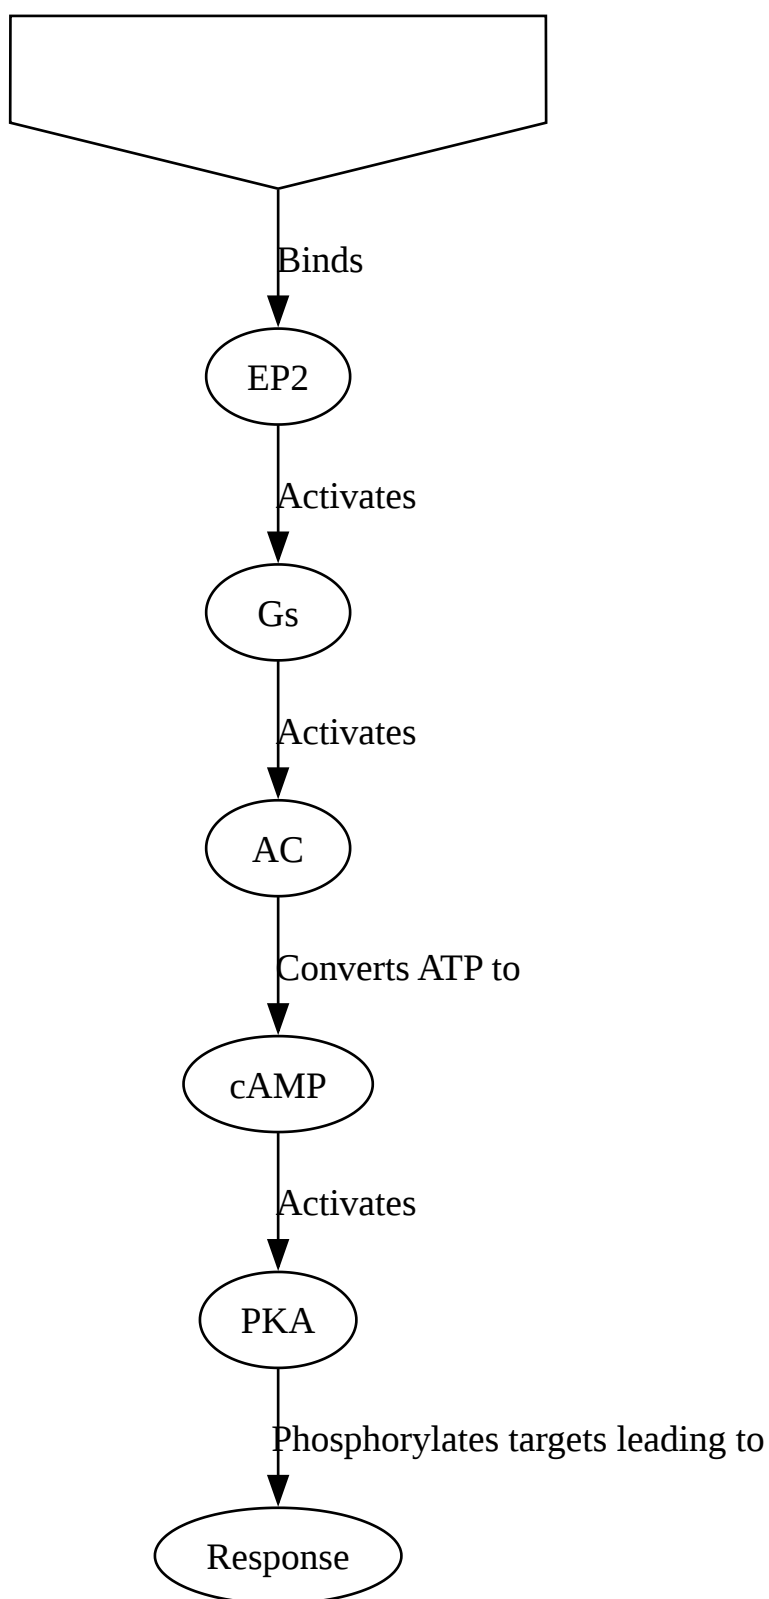 Binds
EP2
Activates
Gs
Activates
AC
Converts ATP to
cAMP
Activates
PKA
Phosphorylates targets leading to
Response